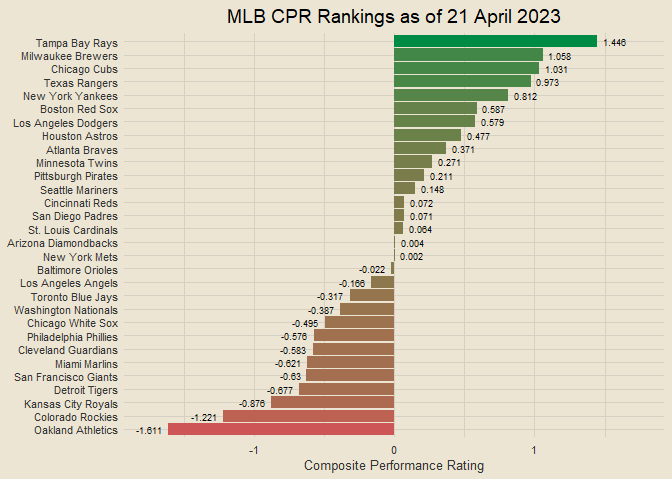 MLB CPR Rankings as of 21 April 2023
Tampa Bay Rays 1.446
Milwaukee Brewers 1.058
Chicago Cubs 1.031
Texas Rangers 0.973
New York Yankees 0.812
Boston Red Sox 0.587
Los Angeles Dodgers 0.579
Houston Astros 0.477
Atlanta Braves 0.371
Minnesota Twins 0.271
Pittsburgh Pirates 0.211
Seattle Mariners 0.148
Cincinnati Reds 0.072
San Diego Padres 0.071
St. Louis Cardinals 0.064
Arizona Diamondbacks 0.004
New York Mets 0.002
Baltimore Orioles -0.022
Los Angeles Angels -0.166
Toronto Blue Jays -0.317
Washington Nationals -0.387
Chicago White Sox -0.495
Philadelphia Phillies -0.576
Cleveland Guardians -0.583
Miami Marlins -0.621
San Francisco Giants -0.63
Detroit Tigers -0.677
Kansas City Royals -0.876
Colorado Rockies -1.221
Oakland Athletics -1.611
-1 0 1
Composite Performance Rating